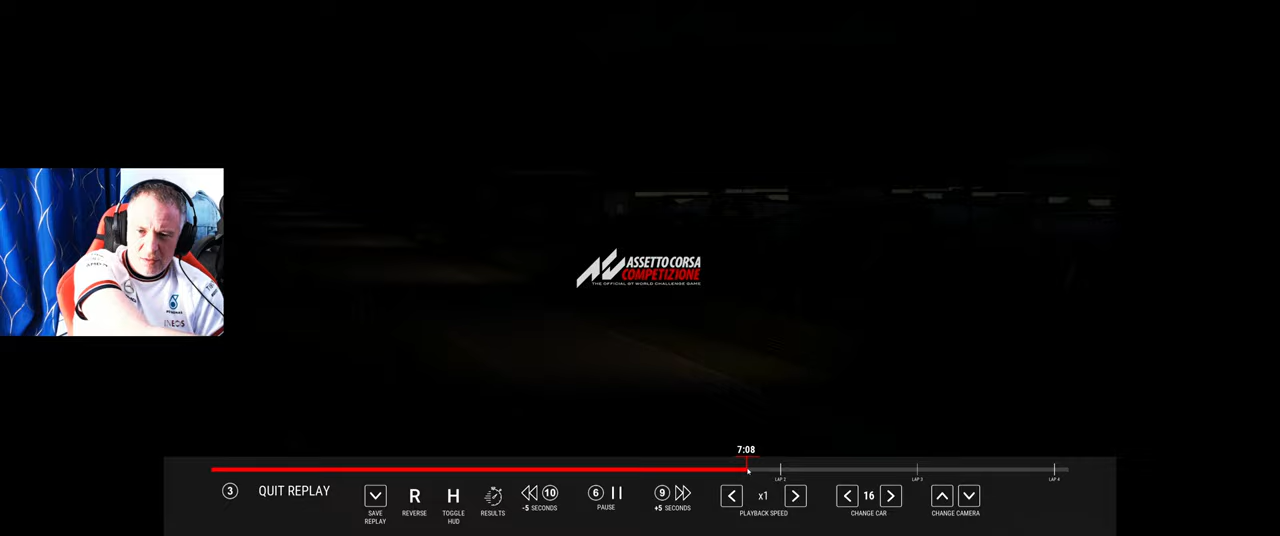 ASSETTO CORSA
COMPETIZIONE
THE OFFICIAL GT WORLD CHALLENGE GAME
PETRONAS
INEOS
7:08
LAP 2
LAP 3
LAP 4
3 QUIT REPLAY
SAVE
REPLAY
R
REVERSE
H
TOGGLE
HUD
RESULTS
10
-5 SECONDS
6
PAUSE
9
+5 SECONDS
x1
PLAYBACK SPEED
16
CHANGE CAR
CHANGE CAMERA